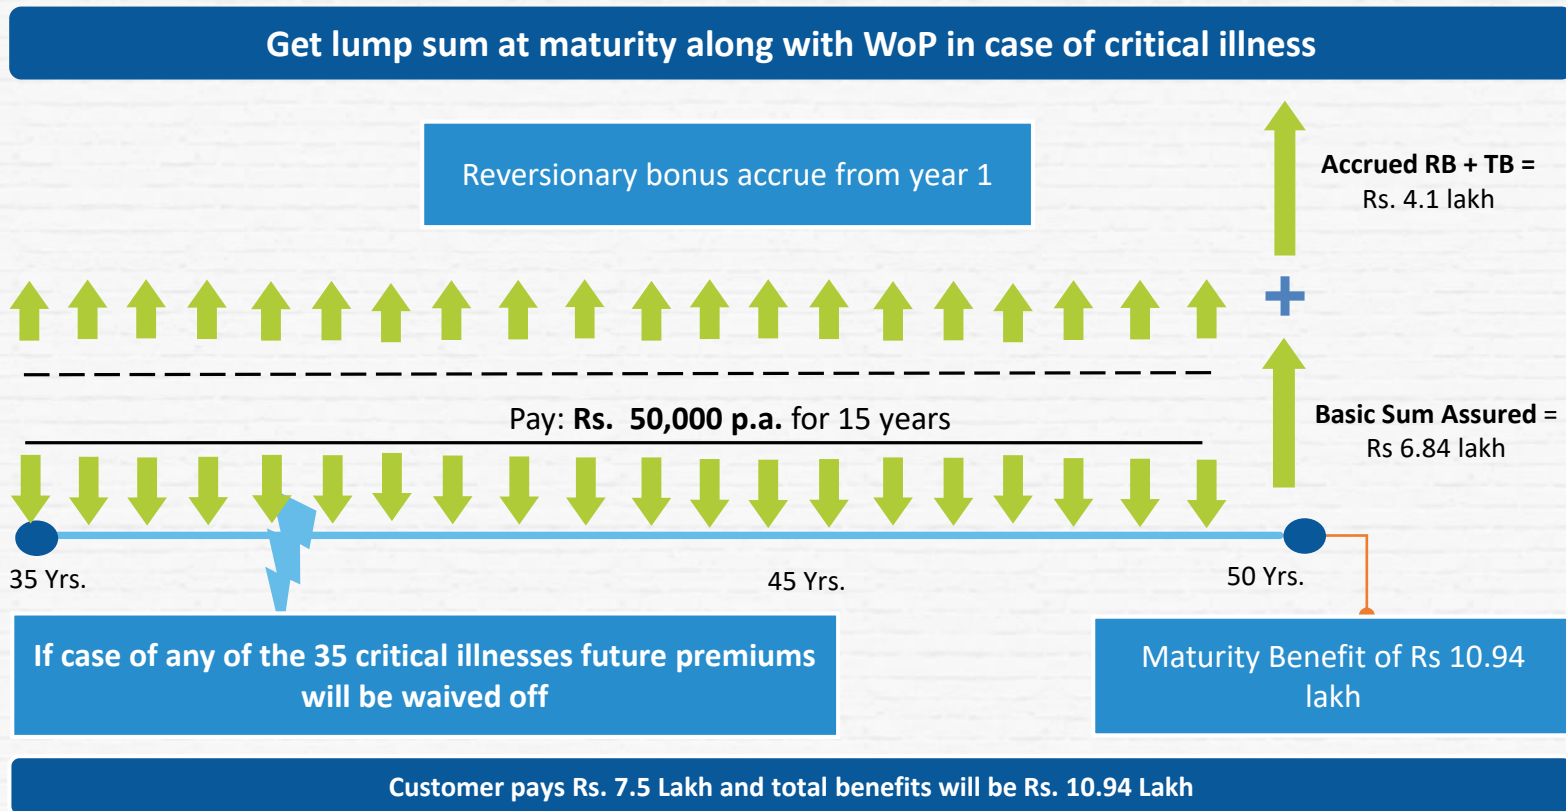 Get lump sum at maturity along with WoP in case of critical illness
Reversionary bonus accrue from year 1
Accrued RB + TB =
Rs. 4.1 lakh
+
Pay: Rs. 50,000 p.a. for 15 years
Basic Sum Assured =
Rs 6.84 lakh
35 Yrs.
45 Yrs.
50 Yrs.
If case of any of the 35 critical illnesses future premiums
will be waived off
Maturity Benefit of Rs 10.94
lakh
Customer pays Rs. 7.5 Lakh and total benefits will be Rs. 10.94 Lakh